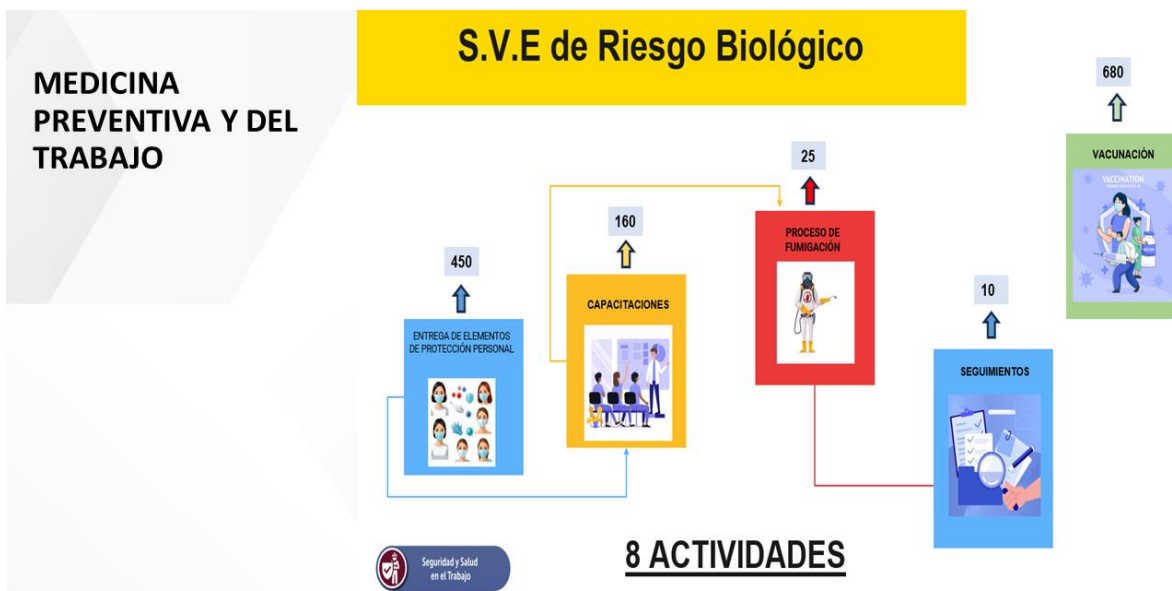 MEDICINA
PREVENTIVA Y DEL
TRABAJO
S.V.E de Riesgo Biológico
680
VACUNACIÓN
VACCINATION
25
PROCESO DE
FUMIGACIÓN
160
CAPACITACIONES
450
ENTREGA DE ELEMENTOS
DE PROTECCIÓN PERSONAL
10
SEGUIMIENTOS
Seguridad y Salud
en el Trabajo
8 ACTIVIDADES